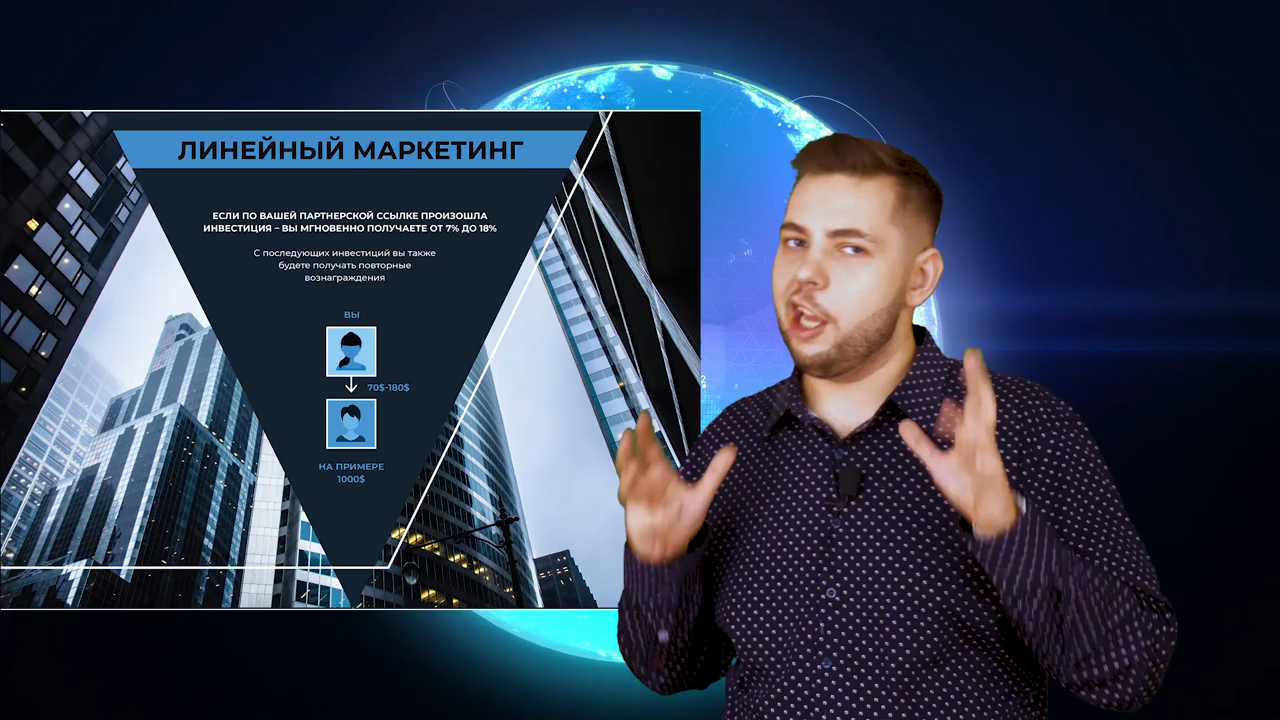 ЛИНЕЙНЫЙ МАРКЕТИНГ
ЕСЛИ ПО ВАШЕЙ ПАРТНЕРСКОЙ ССЫЛКЕ ПРОИЗОШЛА
ИНВЕСТИЦИЯ – ВЫ МГНОВЕННО ПОЛУЧАЕТЕ ОТ 7% ДО 18%
С последующих инвестиций вы также
будете получать повторные
вознаграждения
ВЫ
70$-180$
НА ПРИМЕРЕ
1000$